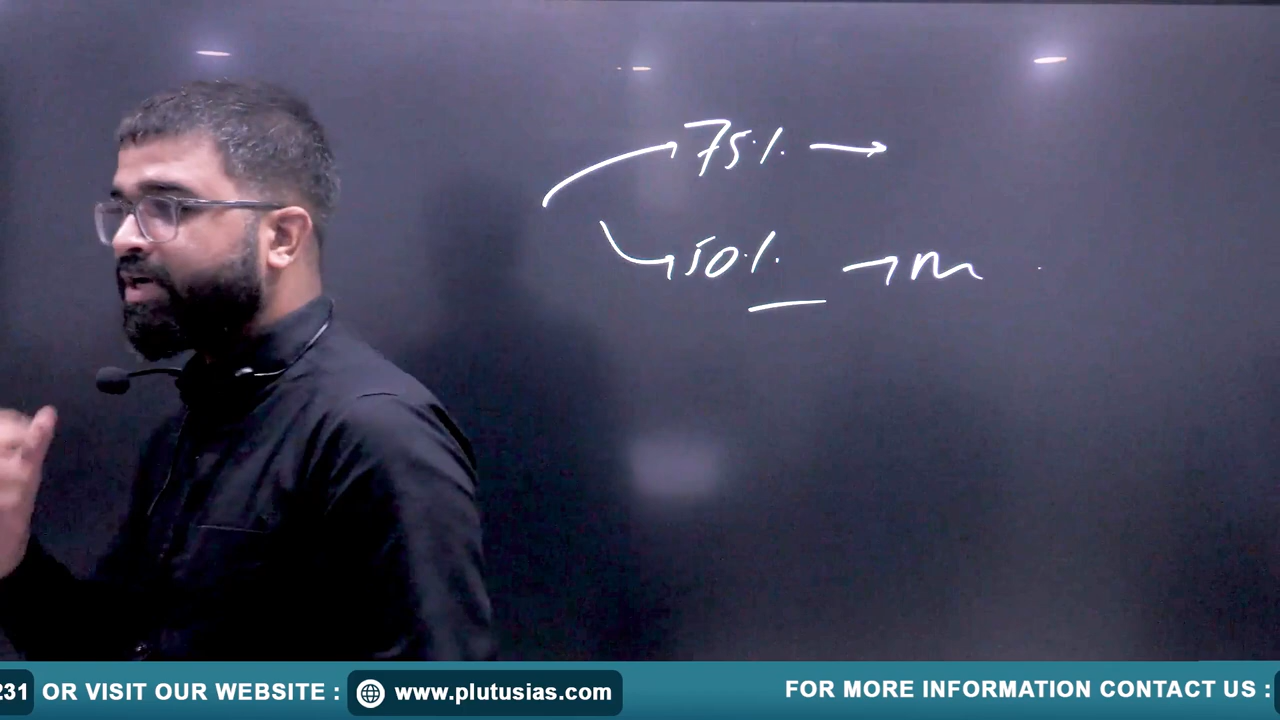 75%
50%
231 OR VISIT OUR WEBSITE : www.plutusias.com FOR MORE INFORMATION CONTACT US :